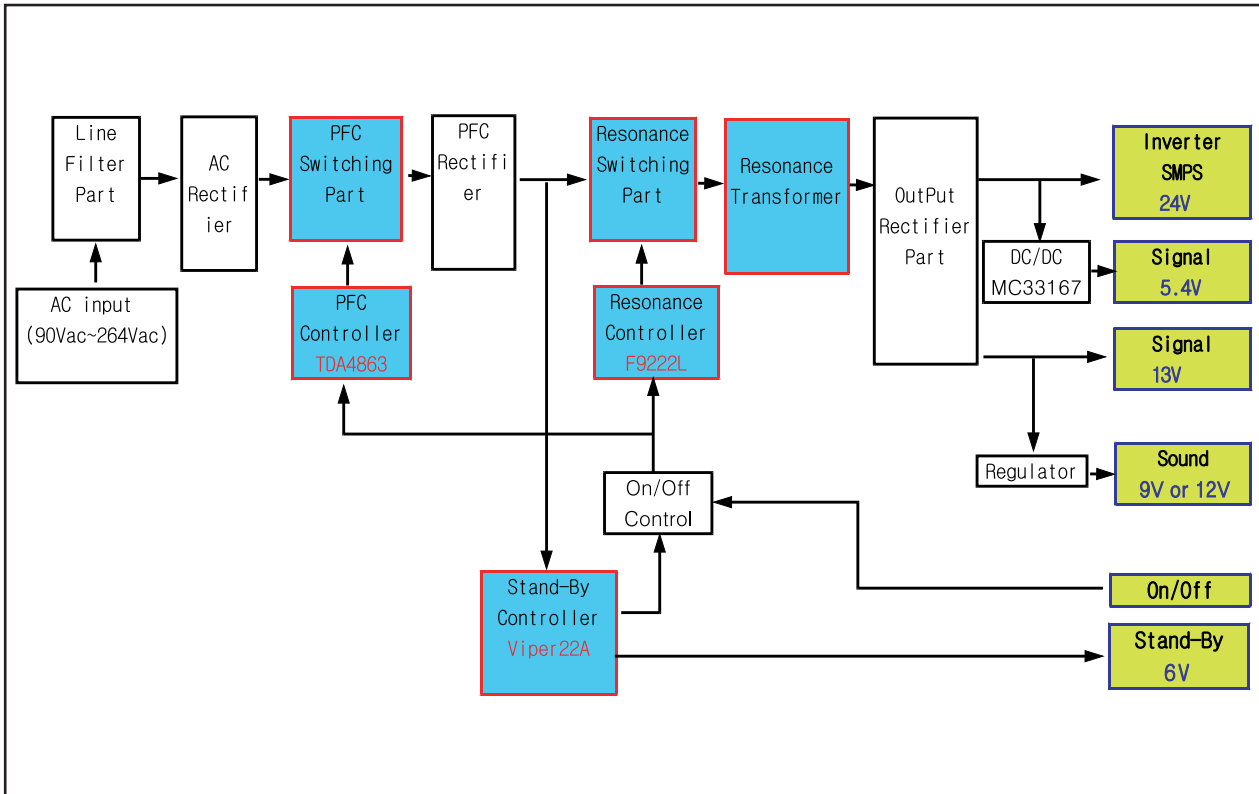 Line
Filter
Part
AC input
(90Vac~264Vac)
AC
Rectif
ier
PFC
Switching
Part
PFC
Controller
TDA4863
PFC
Rectifi
er
Resonance
Switching
Part
Resonance
Controller
F9222L
Resonance
Transformer
OutPut
Rectifier
Part
Inverter
SMPS
24V
DC/DC
MC33167
Signal
5.4V
Signal
13V
Regulator
Sound
9V or 12V
On/Off
Control
On/Off
Stand-By
Controller
Viper22A
Stand-By
6V